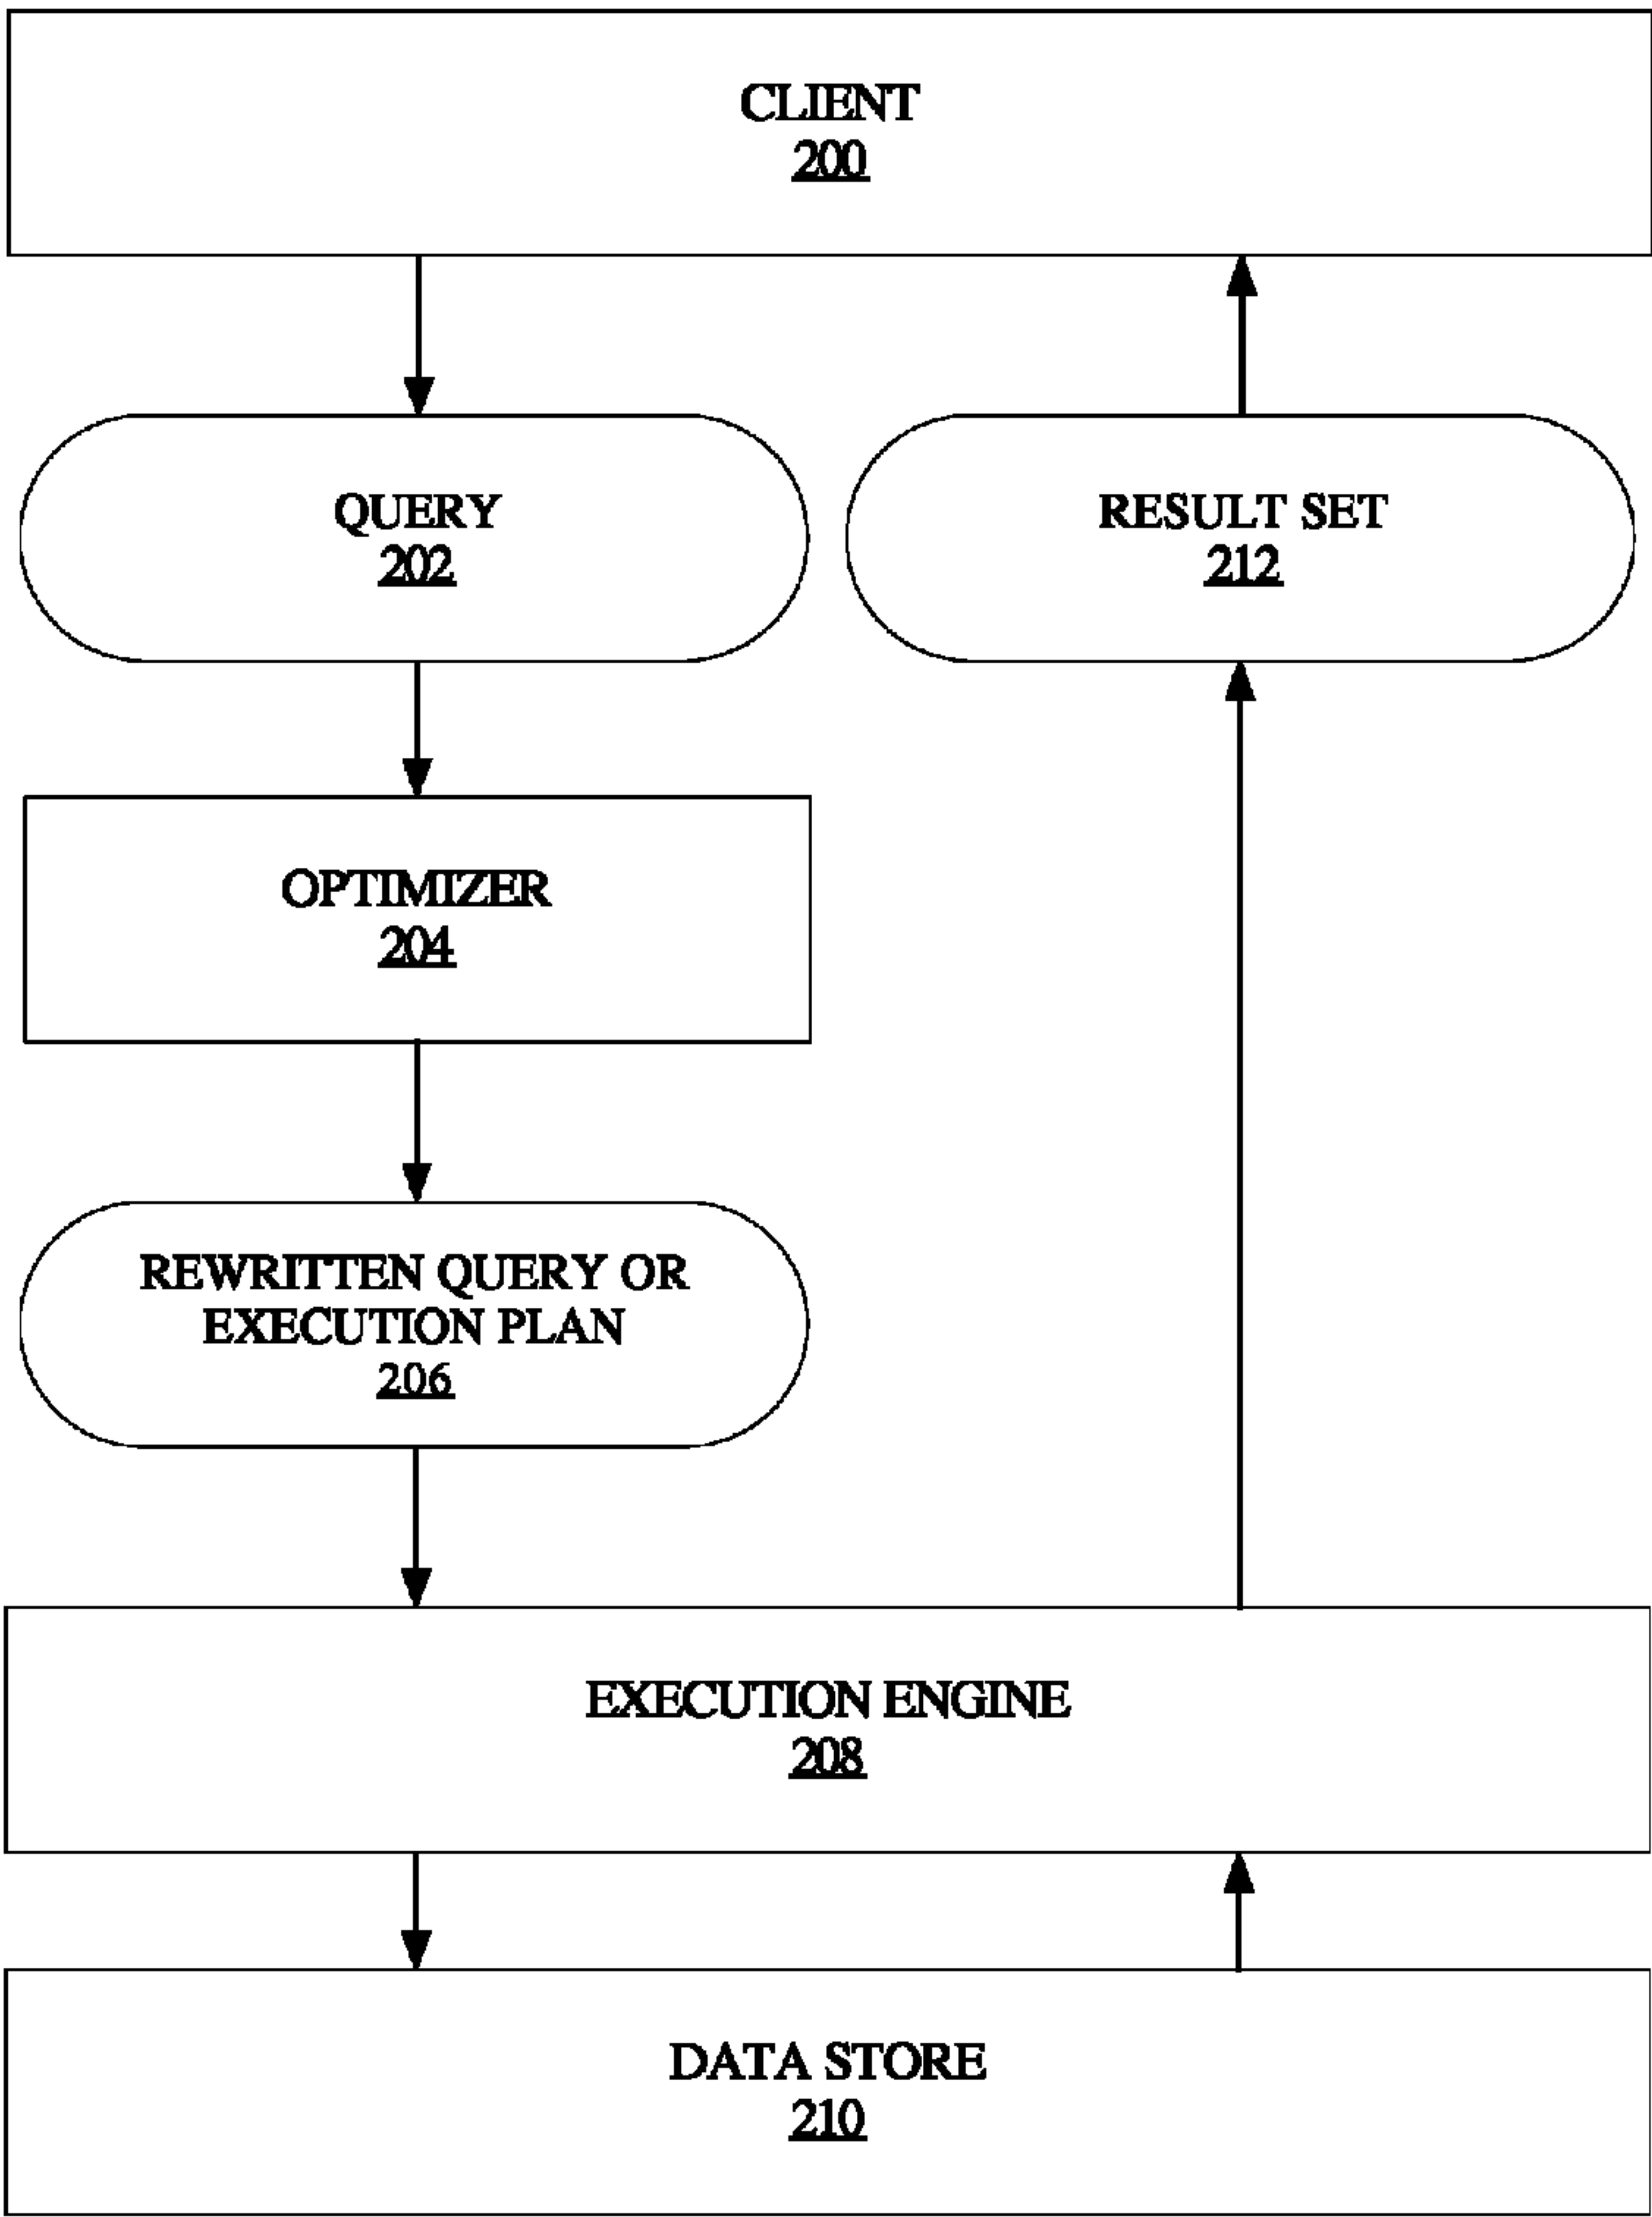 CLIENT
200
QUERY
202
RESULT SET
212
OPTIMIZER
204
REWRITTEN QUERY OR
EXECUTION PLAN
206
EXECUTION ENGINE
208
DATA STORE
210